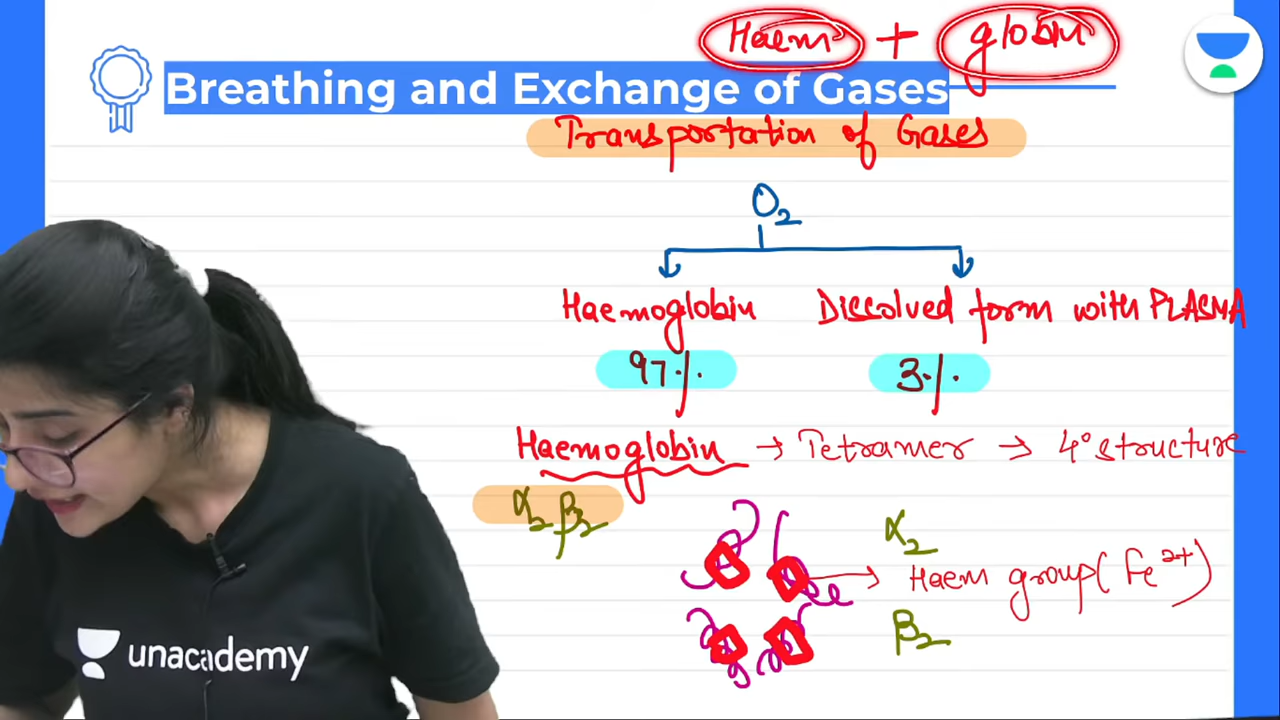 Haem + globin
Breathing and Exchange of Gases
Transportation of Gases
O2
Haemoglobin Dissolved form with PLASMA
97% 3%
Haemoglobin → Tetramer → 4° structure
α2β2
α2
Haem group (Fe2+)
β2
unacademy